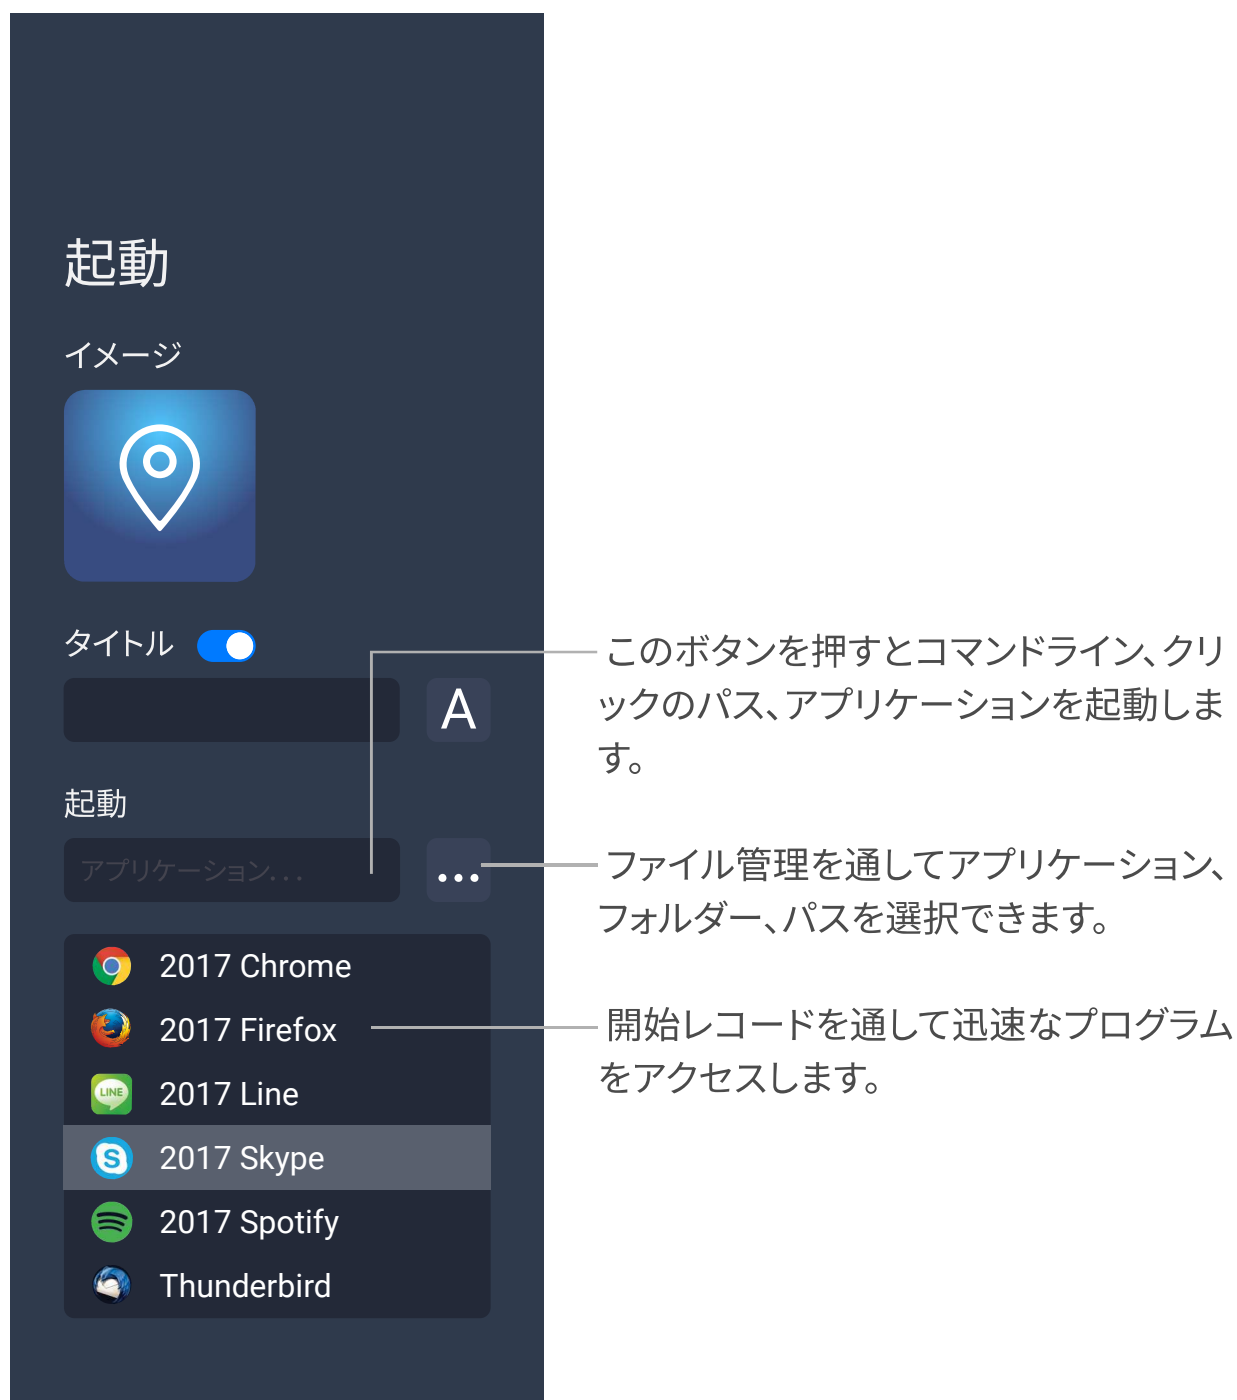 起動
イメージ
タイトル
A
起動
アプリケーション...
...
2017 Chrome
2017 Firefox
LINE
2017 Line
2017 Skype
2017 Spotify
Thunderbird
このボタンを押すとコマンドライン、クリ
ックのパス、アプリケーションを起動しま
す。
ファイル管理を通してアプリケーション、
フォルダー、パスを選択できます。
開始レコードを通して迅速なプログラム
をアクセスします。